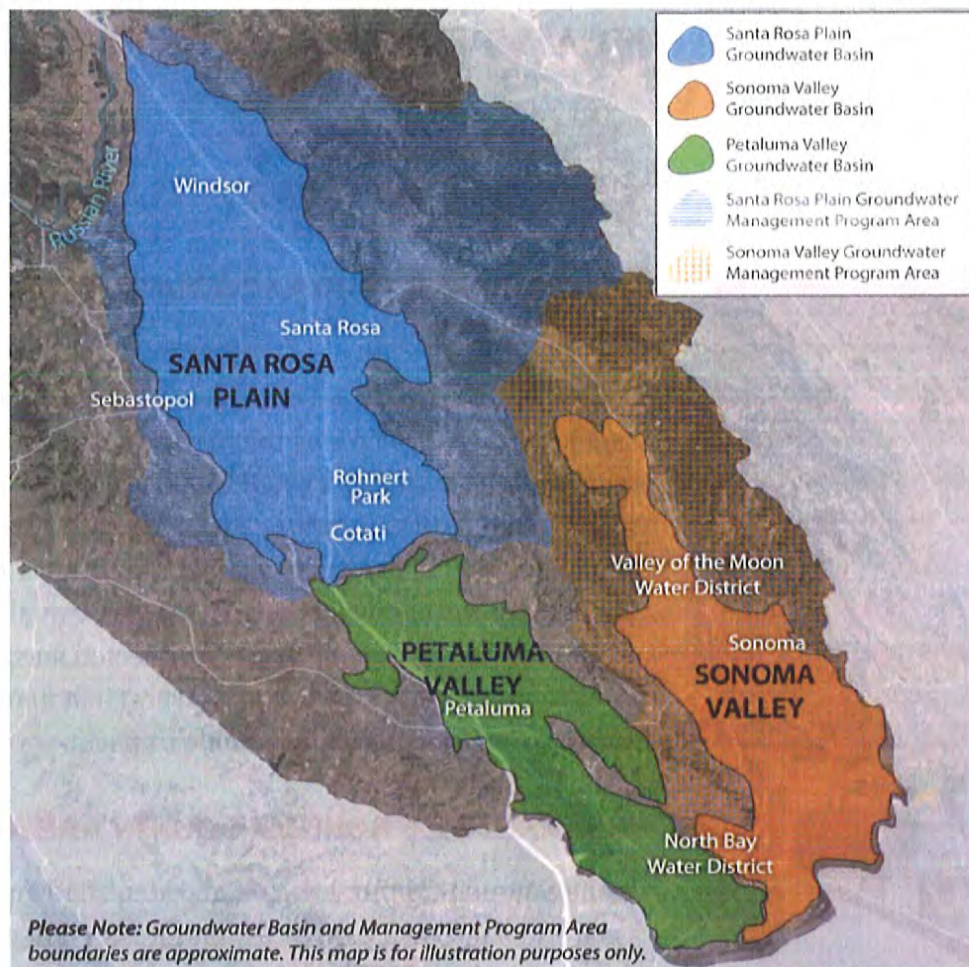 Santa Rosa Plain
Groundwater Basin
Sonoma Valley
Groundwater Basin
Petaluma Valley
Groundwater Basin
Santa Rosa Plain Groundwater
Management Program Area
Sonoma Valley Groundwater
Management Program Area
Russian River
Windsor
Santa Rosa
SANTA ROSA
PLAIN
Sebastopol
Rohnert
Park
Cotati
Valley of the Moon
Water District
Sonoma
SONOMA
VALLEY
PETALUMA
VALLEY
Petaluma
North Bay
Water District
Please Note: Groundwater Basin and Management Program Area
boundaries are approximate. This map is for illustration purposes only.